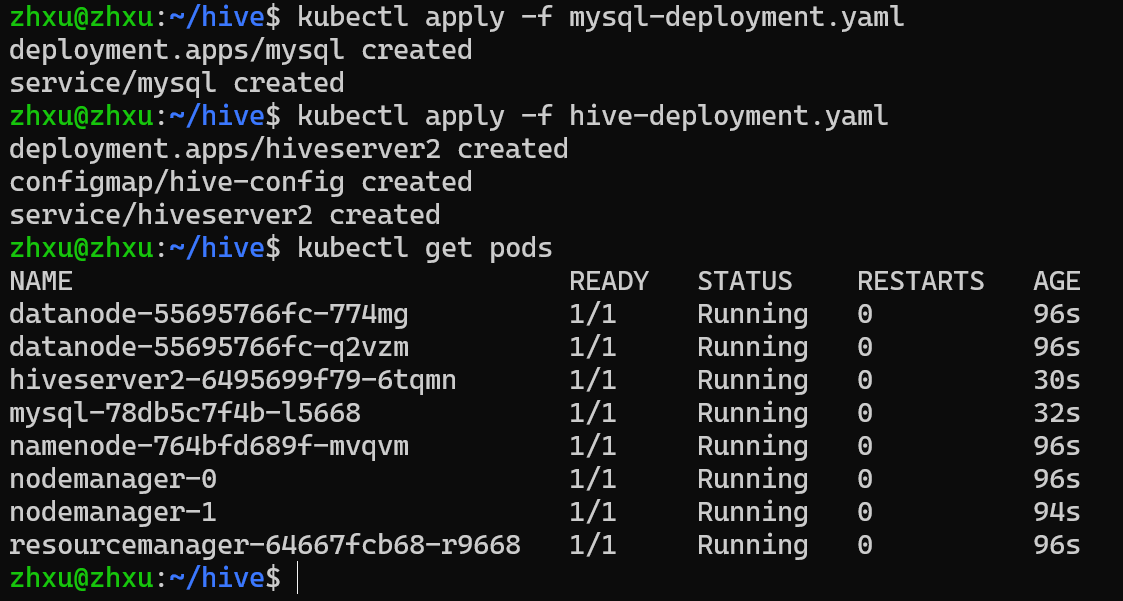 zhxu@zhxu:~/hive$ kubectl apply -f mysql-deployment.yaml
deployment.apps/mysql created
service/mysql created
zhxu@zhxu:~/hive$ kubectl apply -f hive-deployment.yaml
deployment.apps/hiveserver2 created
configmap/hive-config created
service/hiveserver2 created
zhxu@zhxu:~/hive$ kubectl get pods
NAME                               READY   STATUS    RESTARTS   AGE
datanode-55695766fc-774mg          1/1     Running   0          96s
datanode-55695766fc-q2vzm          1/1     Running   0          96s
hiveserver2-6495699f79-6tqmn       1/1     Running   0          30s
mysql-78db5c7f4b-l5668             1/1     Running   0          32s
namenode-764bfd689f-mvqvm          1/1     Running   0          96s
nodemanager-0                      1/1     Running   0          96s
nodemanager-1                      1/1     Running   0          94s
resourcemanager-64667fcb68-r9668   1/1     Running   0          96s
zhxu@zhxu:~/hive$